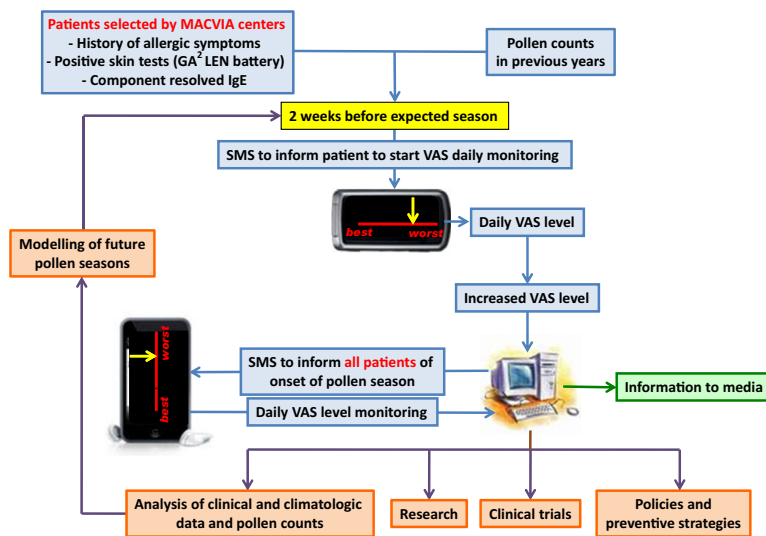 Patients selected by MACVIA centers
- History of allergic symptoms
- Positive skin tests (GA² LEN battery)
- Component resolved IgE
Pollen counts
in previous years
2 weeks before expected season
SMS to inform patient to start VAS daily monitoring
best worst
Daily VAS level
Modelling of future
pollen seasons
Increased VAS level
worst
best
SMS to inform all patients of
onset of pollen season
Daily VAS level monitoring
Information to media
Analysis of clinical and climatologic
data and pollen counts
Research
Clinical trials
Policies and
preventive strategies